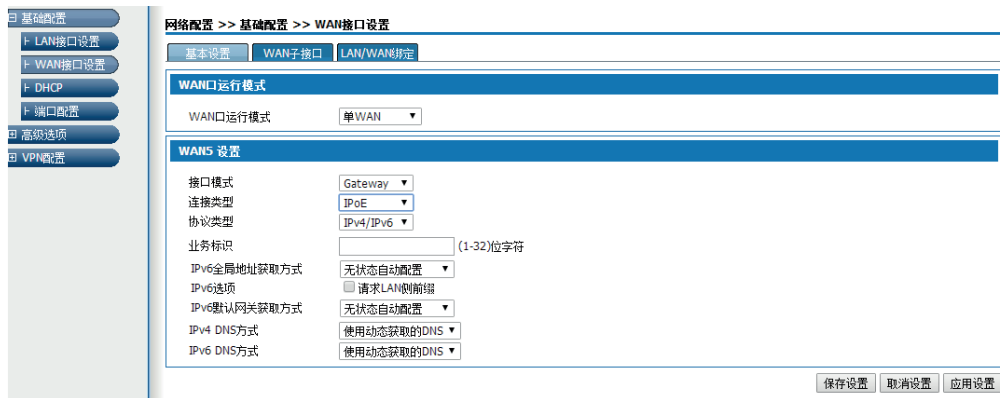 基础配置
LAN接口设置
WAN接口设置
DHCP
端口配置
高级选项
VPN配置
网络配置 >> 基础配置 >> WAN接口设置
基本设置 WAN子接口 LAN/WAN绑定
WAN口运行模式
WAN口运行模式 单WAN
WAN5 设置
接口模式 Gateway
连接类型 IPoE
协议类型 IPv4/IPv6
业务标识 (1-32)位字符
IPv6全局地址获取方式 无状态自动配置
IPv6选项 请求LAN侧前缀
IPv6默认网关获取方式 无状态自动配置
IPv4 DNS方式 使用动态获取的DNS
IPv6 DNS方式 使用动态获取的DNS
保存设置 取消设置 应用设置